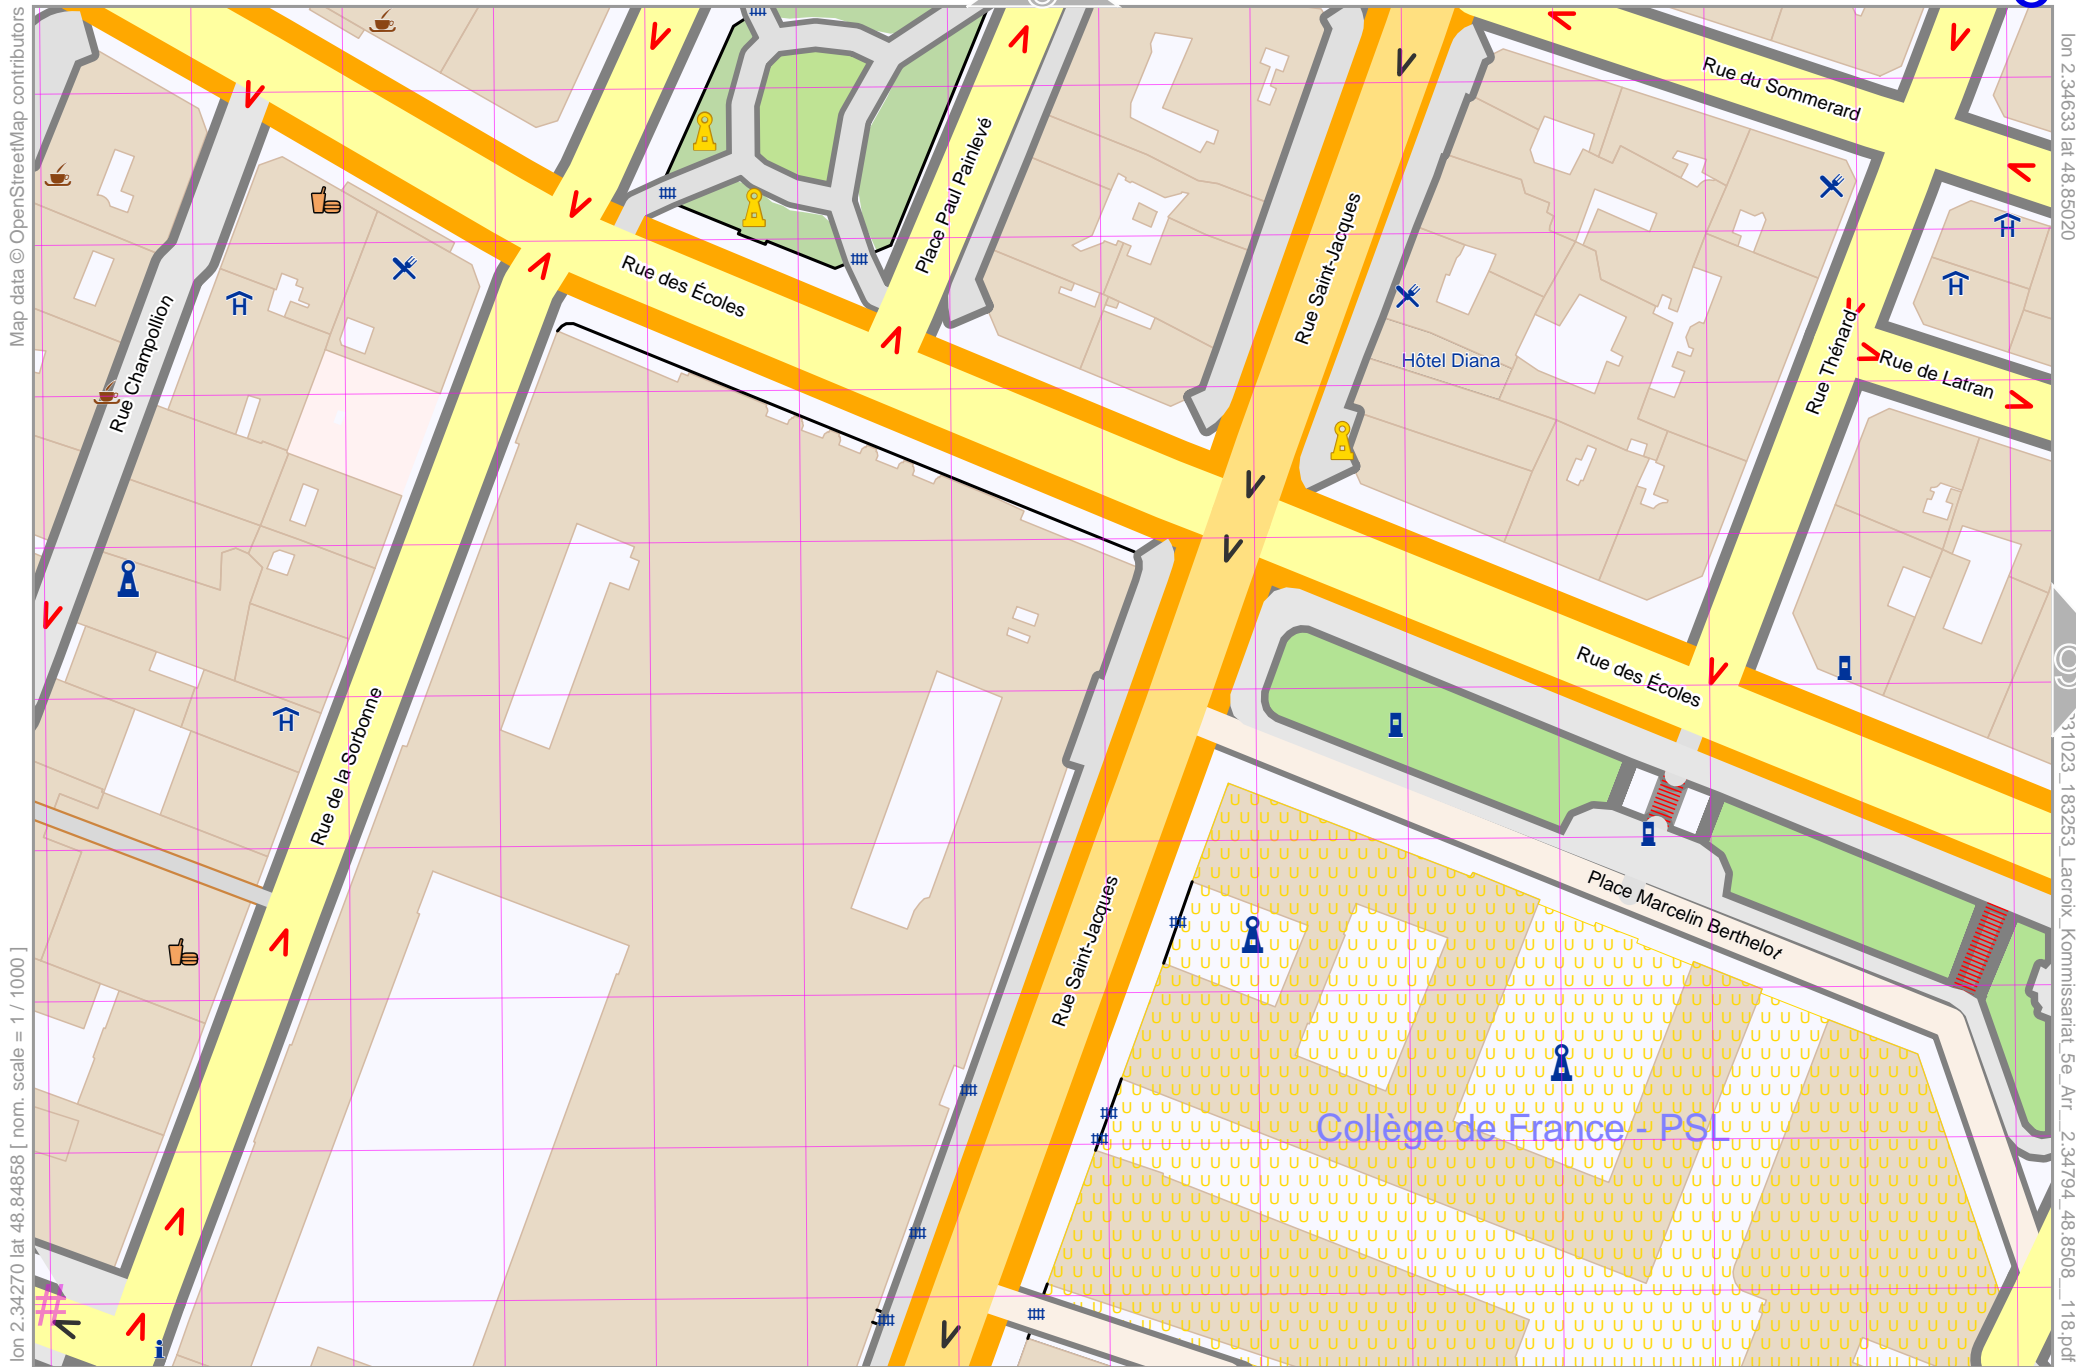 Map data © OpenStreetMap contributors
lon 2.34633 lat 48.85020
Rue du Sommerard
Place Paul Painlevé
Rue Saint-Jacques
Rue des Écoles
Rue Champollion
Hôtel Diana
Rue Thénard
Rue de Latran
Rue des Écoles
Rue de la Sorbonne
Rue Saint-Jacques
Place Marcelin Berthelot
Collège de France - PSL
lon 2.34270 lat 48.84858 [ nom. scale = 1 / 1000 ]
31023_183253_Lacroix_Kommissariat_5e_Arr__2.34794_48.85508__118.pdf
#
i